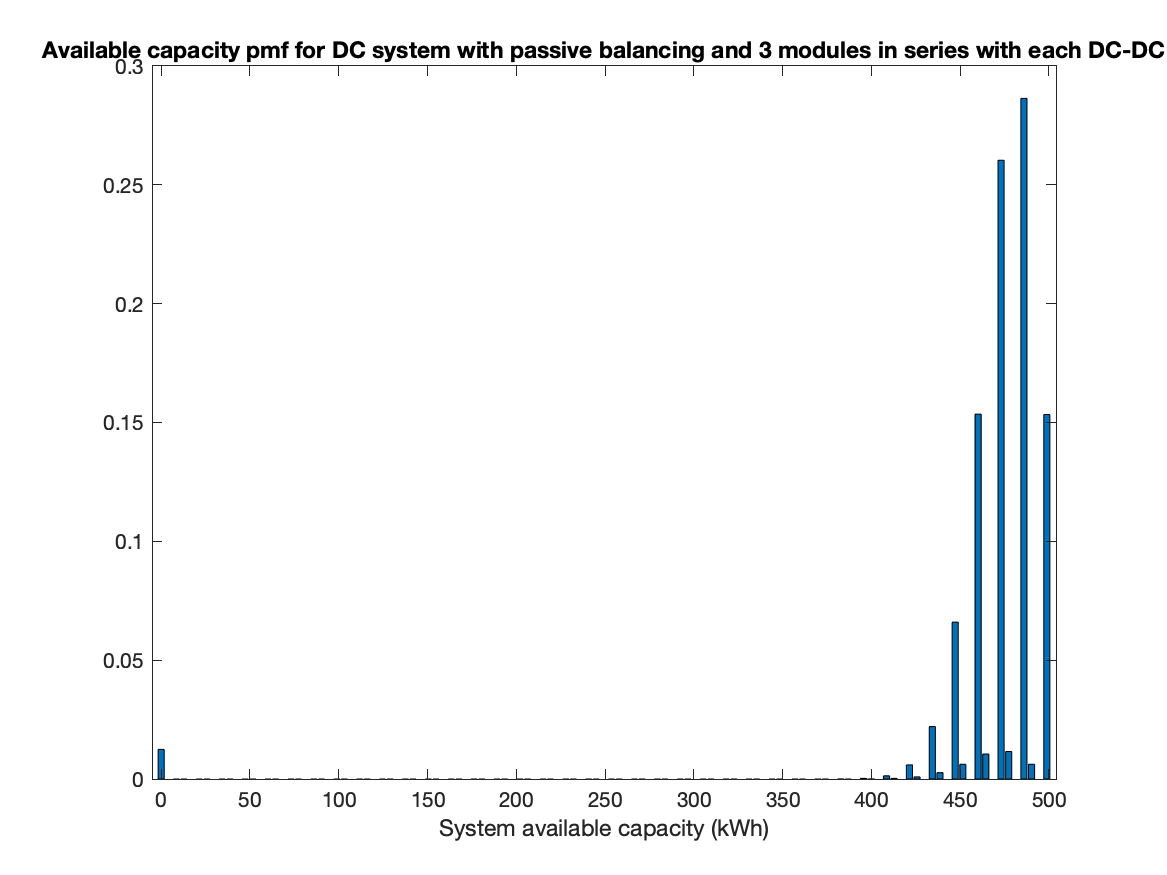 Available capacity pmf for DC system with passive balancing and 3 modules in series with each DC-DC
0.3
0.25
0.2
0.15
0.1
0.05
0
0 50 100 150 200 250 300 350 400 450 500
System available capacity (kWh)